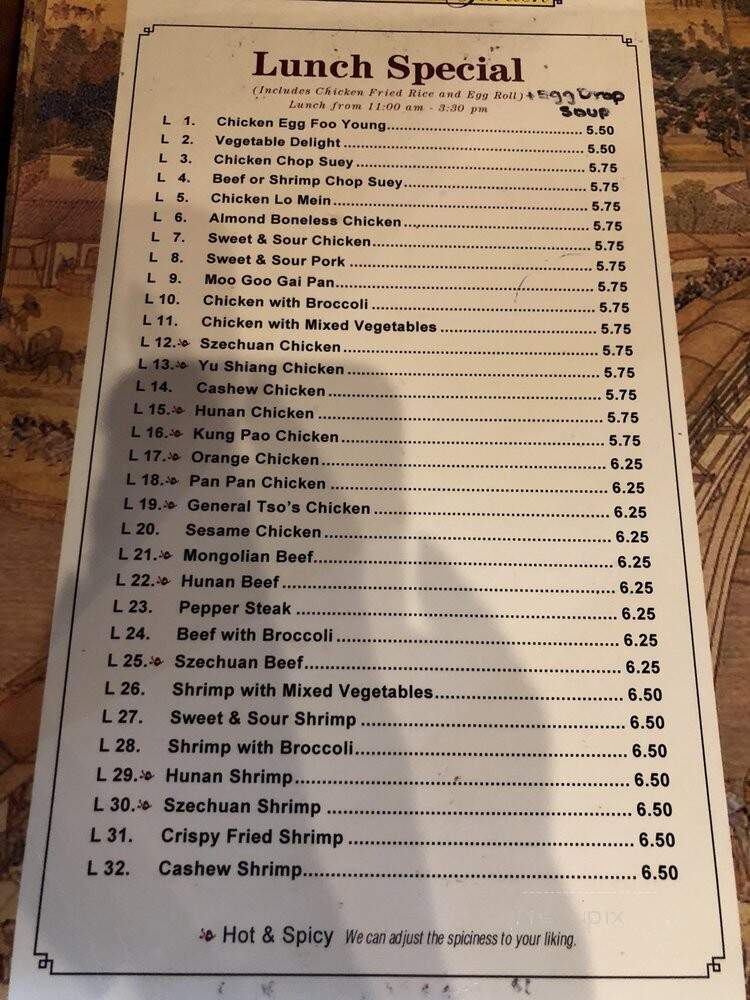 Lunch Special
(Includes Chicken Fried Rice and Egg Roll) + Egg Drop Soup
Lunch from 11:00 am - 3:30 pm
L 1. Chicken Egg Foo Young 5.50
L 2. Vegetable Delight 5.50
L 3. Chicken Chop Suey 5.75
L 4. Beef or Shrimp Chop Suey 5.75
L 5. Chicken Lo Mein 5.75
L 6. Almond Boneless Chicken 5.75
L 7. Sweet & Sour Chicken 5.75
L 8. Sweet & Sour Pork 5.75
L 9. Moo Goo Gai Pan 5.75
L 10. Chicken with Broccoli 5.75
L 11. Chicken with Mixed Vegetables 5.75
L 12. Szechuan Chicken 5.75
L 13. Yu Shiang Chicken 5.75
L 14. Cashew Chicken 5.75
L 15. Hunan Chicken 5.75
L 16. Kung Pao Chicken 5.75
L 17. Orange Chicken 6.25
L 18. Pan Pan Chicken 6.25
L 19. General Tso's Chicken 6.25
L 20. Sesame Chicken 6.25
L 21. Mongolian Beef 6.25
L 22. Hunan Beef 6.25
L 23. Pepper Steak 6.25
L 24. Beef with Broccoli 6.25
L 25. Szechuan Beef 6.25
L 26. Shrimp with Mixed Vegetables 6.50
L 27. Sweet & Sour Shrimp 6.50
L 28. Shrimp with Broccoli 6.50
L 29. Hunan Shrimp 6.50
L 30. Szechuan Shrimp 6.50
L 31. Crispy Fried Shrimp 6.50
L 32. Cashew Shrimp 6.50
Hot & Spicy We can adjust the spiciness to your liking.